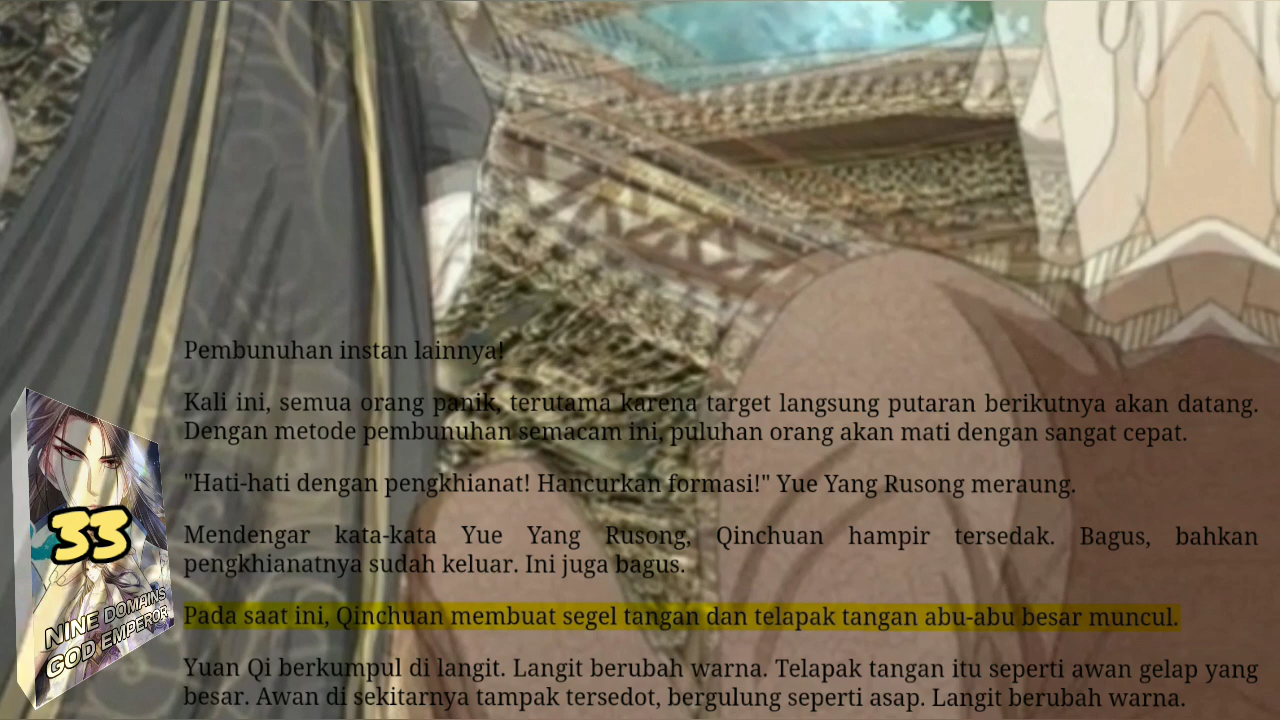 Pembunuhan instan lainnya!
Kali ini, semua orang panik, terutama karena target langsung putaran berikutnya akan datang.
Dengan metode pembunuhan semacam ini, puluhan orang akan mati dengan sangat cepat.
"Hati-hati dengan pengkhianat! Hancurkan formasi!" Yue Yang Rusong meraung.
Mendengar kata-kata Yue Yang Rusong, Qinchuan hampir tersedak. Bagus, bahkan
pengkhianatnya sudah keluar. Ini juga bagus.
Pada saat ini, Qinchuan membuat segel tangan dan telapak tangan abu-abu besar muncul.
Yuan Qi berkumpul di langit. Langit berubah warna. Telapak tangan itu seperti awan gelap yang
besar. Awan di sekitarnya tampak tersedot, bergulung seperti asap. Langit berubah warna.
33
NINE DOMAINS
GOD EMPEROR